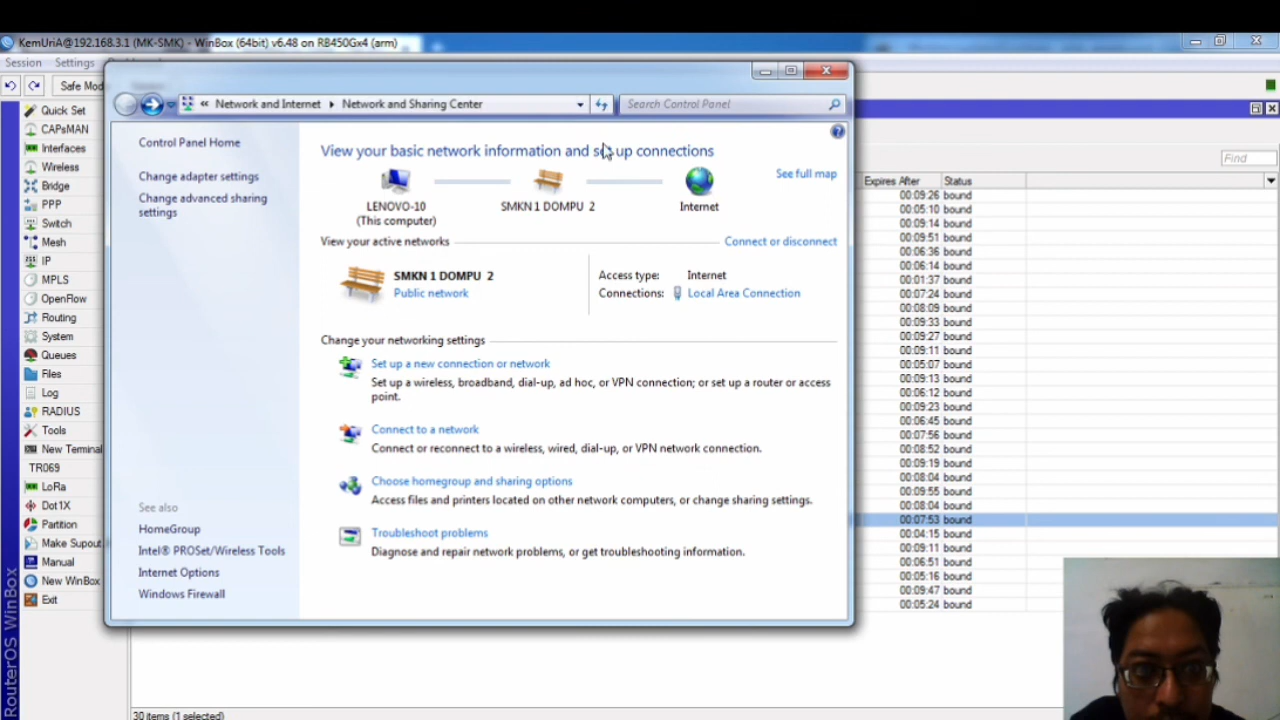 KemUriA@192.168.3.1 (MK-SMK) - WinBox (64bit) v6.48 on RB450Gx4 (arm)
Session Settings
Safe Mod
Quick Set
CAPsMAN
Interfaces
Wireless
Bridge
PPP
Switch
Mesh
IP
MPLS
OpenFlow
Routing
System
Queues
Files
Log
RADIUS
Tools
New Terminal
TR069
LoRa
Dot1X
Partition
Make Supout
Manual
New WinBox
Exit
RouterOS WinBox
Network and Internet
Network and Sharing Center
Search Control Panel
Control Panel Home
Change adapter settings
Change advanced sharing
settings
See also
HomeGroup
Intel® PROSet/Wireless Tools
Internet Options
Windows Firewall
View your basic network information and set up connections
See full map
LENOVO-10
(This computer)
SMKN 1 DOMPU 2
Internet
View your active networks
Connect or disconnect
SMKN 1 DOMPU 2
Public network
Access type: Internet
Connections: Local Area Connection
Change your networking settings
Set up a new connection or network
Set up a wireless, broadband, dial-up, ad hoc, or VPN connection; or set up a router or access
point.
Connect to a network
Connect or reconnect to a wireless, wired, dial-up, or VPN network connection.
Choose homegroup and sharing options
Access files and printers located on other network computers, or change sharing settings.
Troubleshoot problems
Diagnose and repair network problems, or get troubleshooting information.
Find
Expires After Status
00:09:26 bound
00:05:10 bound
00:09:14 bound
00:09:51 bound
00:06:36 bound
00:06:14 bound
00:01:37 bound
00:07:24 bound
00:08:09 bound
00:09:33 bound
00:09:27 bound
00:09:11 bound
00:05:07 bound
00:09:13 bound
00:06:12 bound
00:09:23 bound
00:06:45 bound
00:07:56 bound
00:08:52 bound
00:09:19 bound
00:08:04 bound
00:09:55 bound
00:08:04 bound
00:07:53 bound
00:04:15 bound
00:09:11 bound
00:06:51 bound
00:05:16 bound
00:09:47 bound
00:05:24 bound
30 items (1 selected)